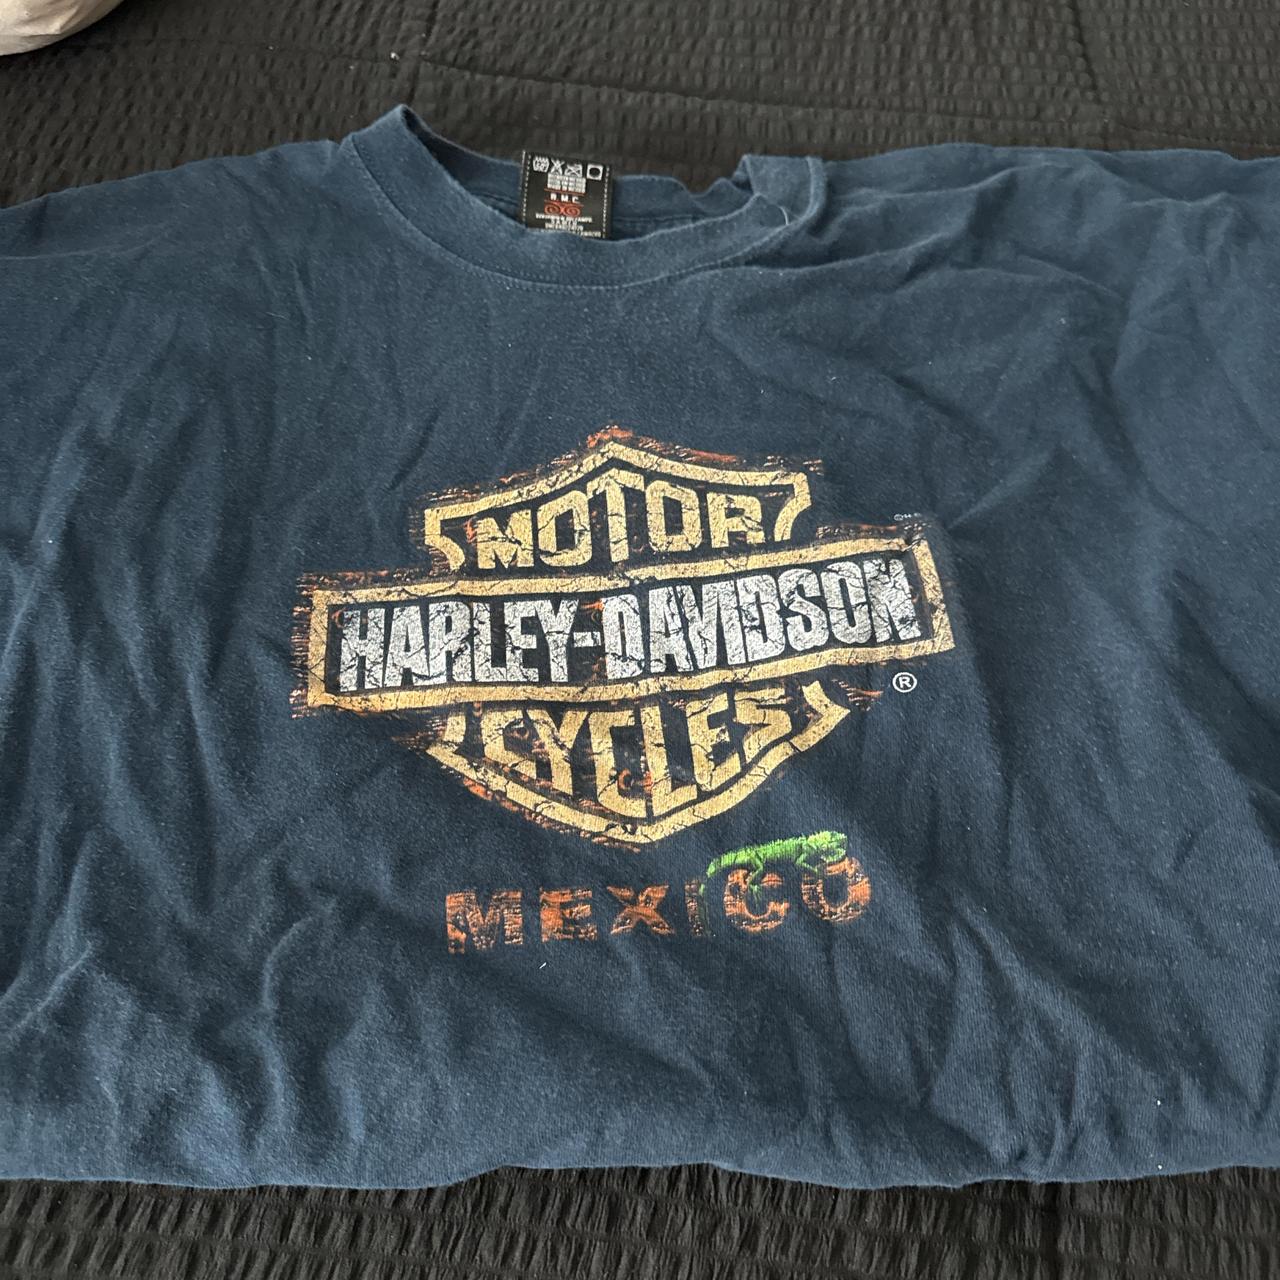 R.M.C.
MOTOR
HARLEY-DAVIDSON
®
CYCLES
MEXICO